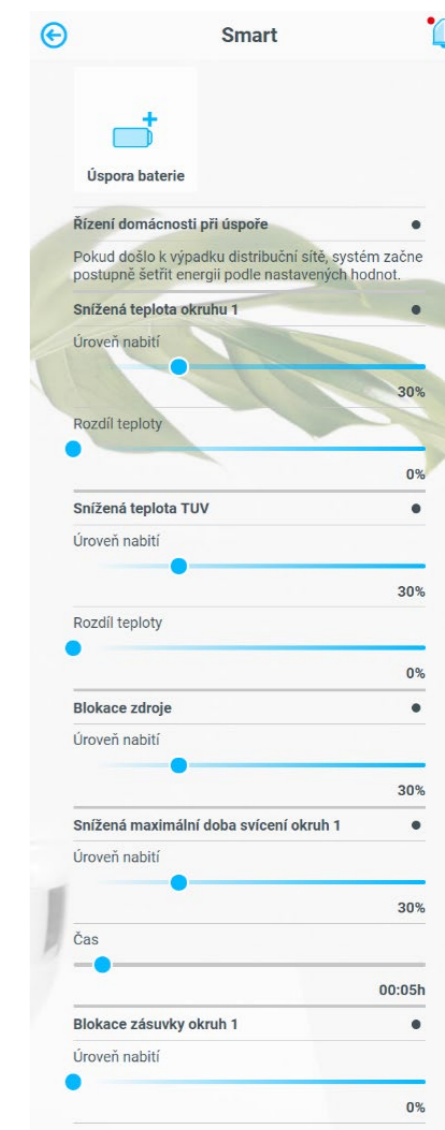 Smart
Úspora baterie
Řízení domácnosti při úspoře
Pokud došlo k výpadku distribuční sítě, systém začne
postupně šetřit energii podle nastavených hodnot.
Snížená teplota okruhu 1
Úroveň nabití
30%
Rozdíl teploty
0%
Snížená teplota TUV
Úroveň nabití
30%
Rozdíl teploty
0%
Blokace zdroje
Úroveň nabití
30%
Snížená maximální doba svícení okruh 1
Úroveň nabití
30%
Čas
00:05h
Blokace zásuvky okruh 1
Úroveň nabití
0%